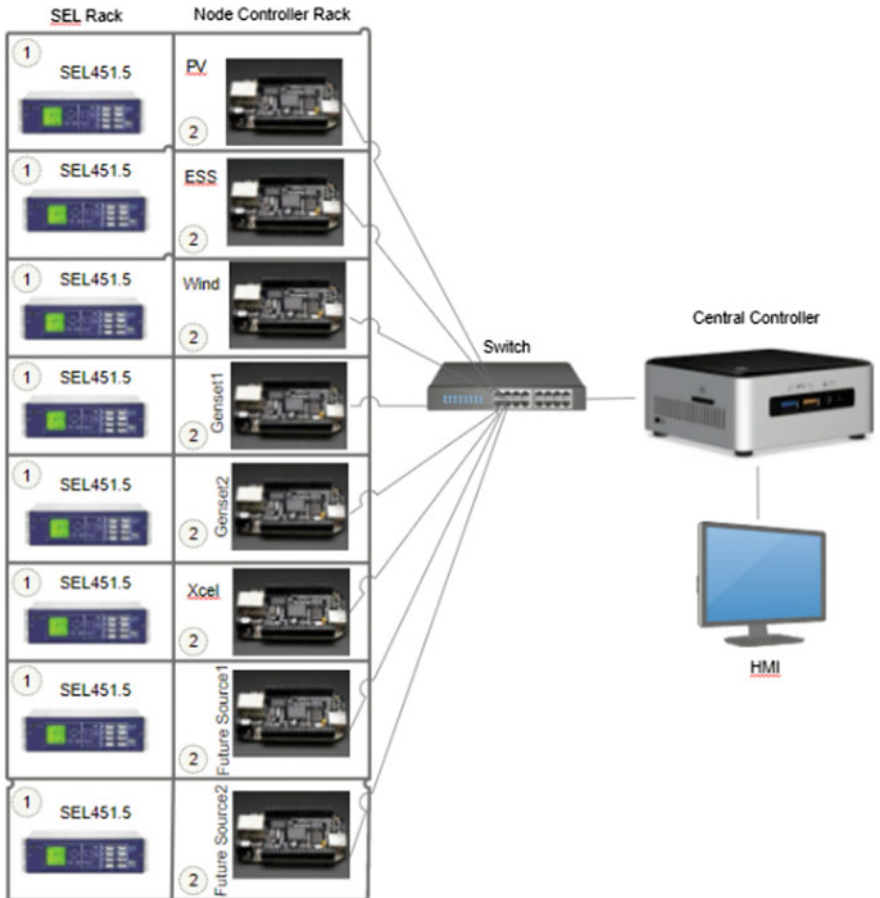 SEL Rack
Node Controller Rack
1
SEL451.5
PV
2
1
SEL451.5
ESS
2
1
SEL451.5
Wind
2
1
SEL451.5
Genset1
2
1
SEL451.5
Genset2
2
1
SEL451.5
Xcel
2
1
SEL451.5
Future Source1
2
1
SEL451.5
Future Source2
2
Switch
Central Controller
HMI